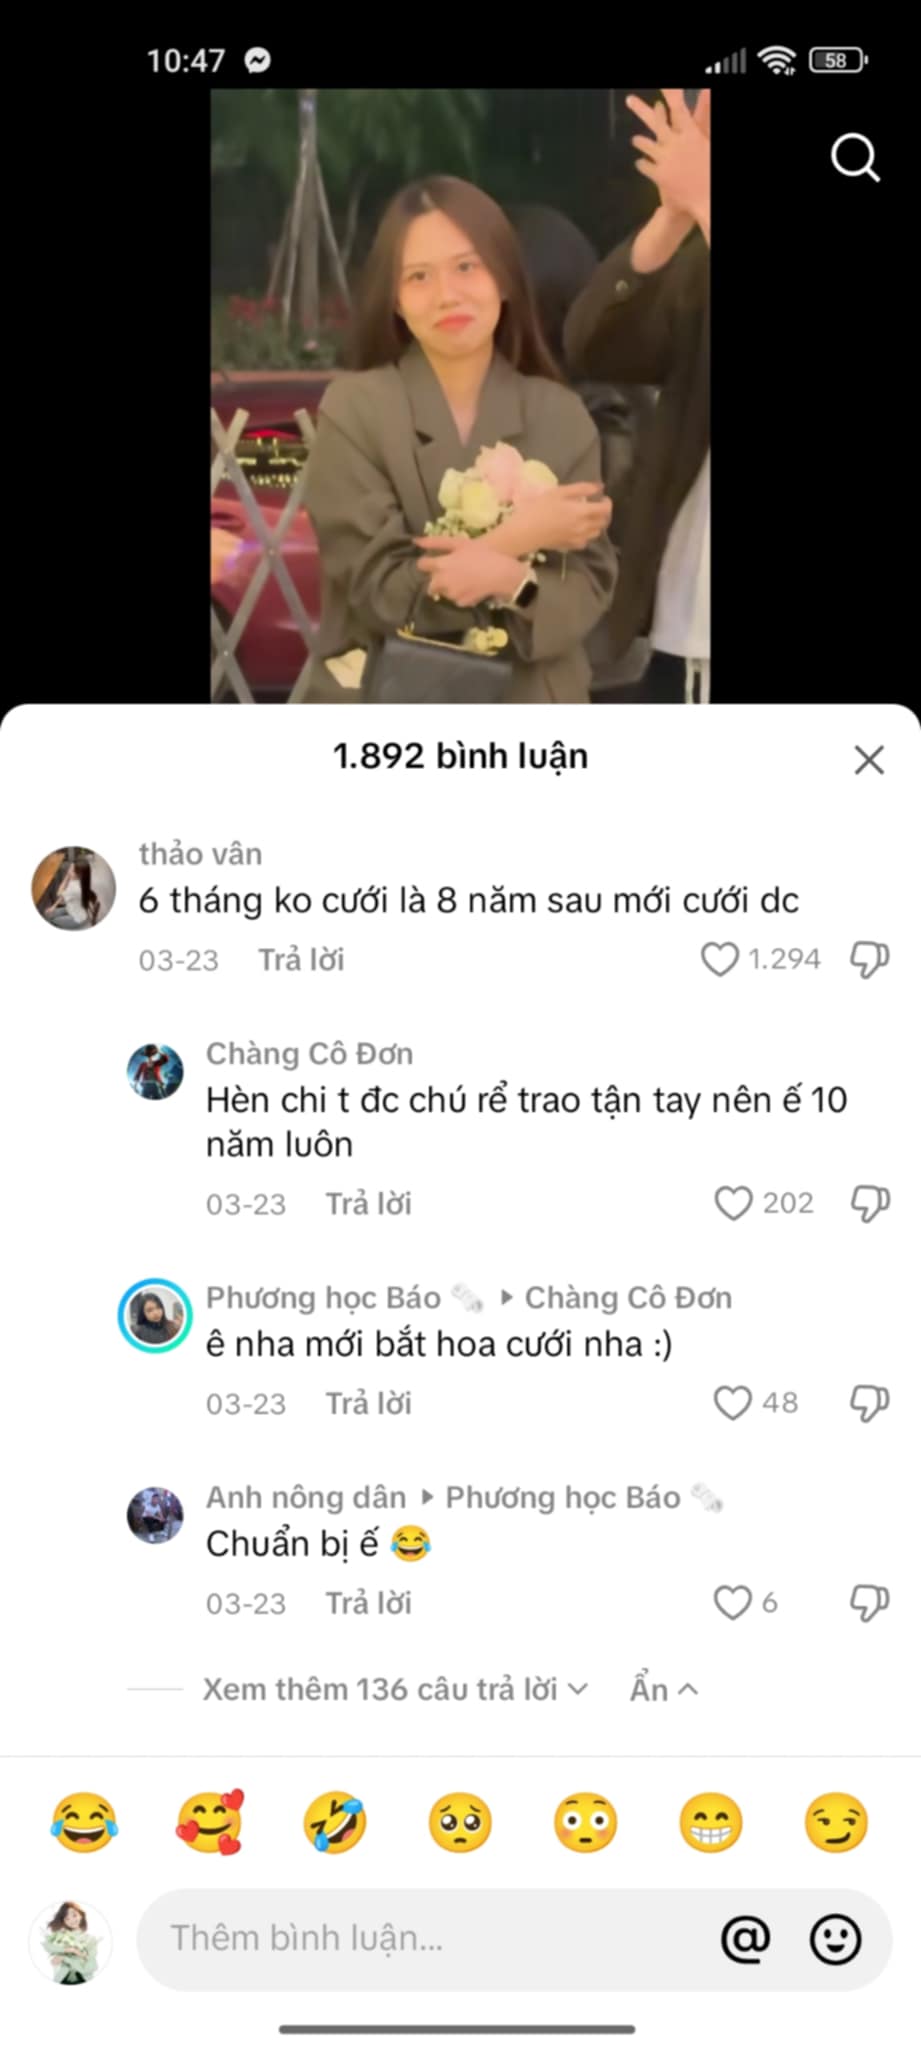 10:47
58
1.892 bình luận
thảo vân
6 tháng ko cưới là 8 năm sau mới cưới dc
03-23 Trả lời 1.294
Chàng Cô Đơn
Hèn chi t đc chú rể trao tận tay nên ế 10
năm luôn
03-23 Trả lời 202
Phương học Báo 🗞️ ▸ Chàng Cô Đơn
ê nha mới bắt hoa cưới nha :)
03-23 Trả lời 48
Anh nông dân ▸ Phương học Báo 🗞️
Chuẩn bị ế 😂
03-23 Trả lời 6
Xem thêm 136 câu trả lời Ẩn
Thêm bình luận... @